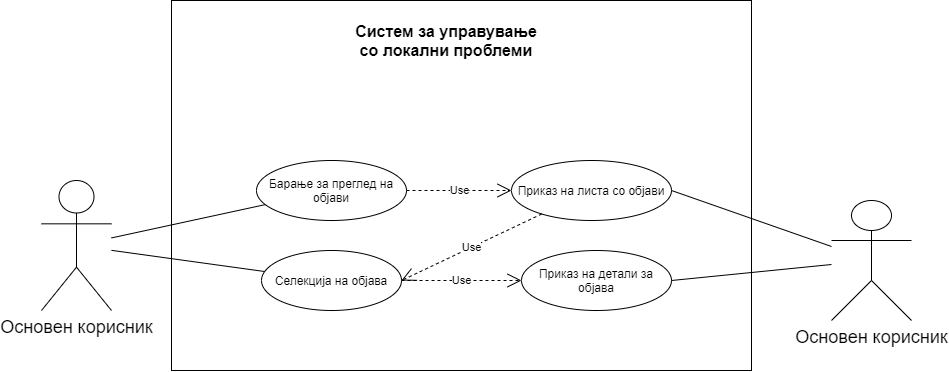 Систем за управување
со локални проблеми
Барање за преглед на
објави
Use
Приказ на листа со објави
Use
Селекција на објава
Use
Приказ на детали за
објава
Основен корисник
Основен корисник